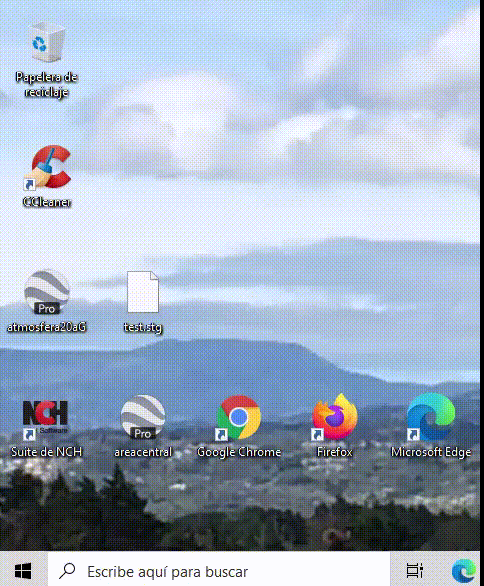 Papelera de
reciclaje
CCleaner
Pro
atmosfera20aG
test.stg
NCH
Software
Suite de NCH
Pro
areacentral
Google Chrome
Firefox
Microsoft Edge
Escribe aquí para buscar